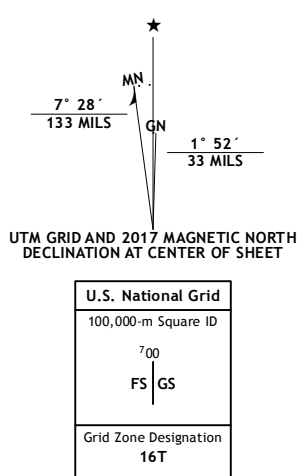 ★
MN
7° 28´
133 MILS
GN
1° 52´
33 MILS
UTM GRID AND 2017 MAGNETIC NORTH
DECLINATION AT CENTER OF SHEET
U.S. National Grid
100,000-m Square ID
⁷00
FS GS
Grid Zone Designation
16T